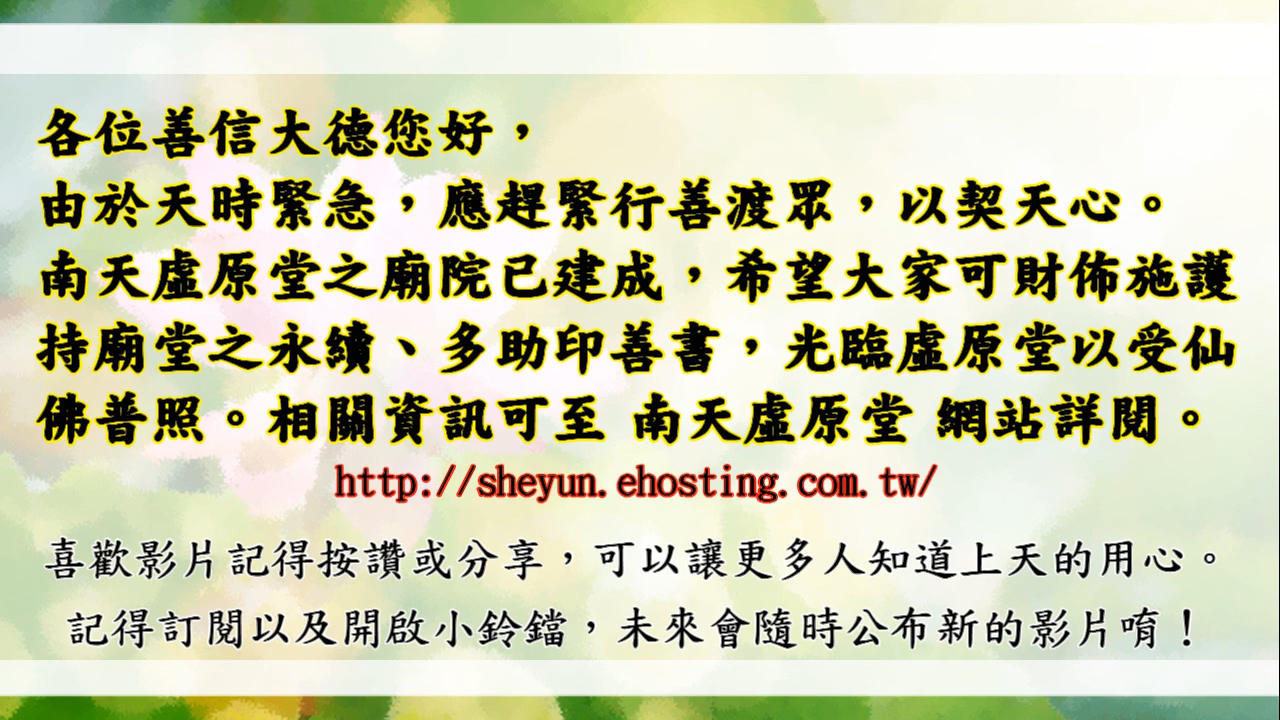 各位善信大德您好，
由於天時緊急，應趕緊行善渡眾，以契天心。
南天虛原堂之廟院已建成，希望大家可財佈施護
持廟堂之永續、多助印善書，光臨虛原堂以受仙
佛普照。相關資訊可至 南天虛原堂 網站詳閱。
http://sheyun.ehosting.com.tw/
喜歡影片記得按讚或分享，可以讓更多人知道上天的用心。
記得訂閱以及開啟小鈴鐺，未來會隨時公布新的影片唷！